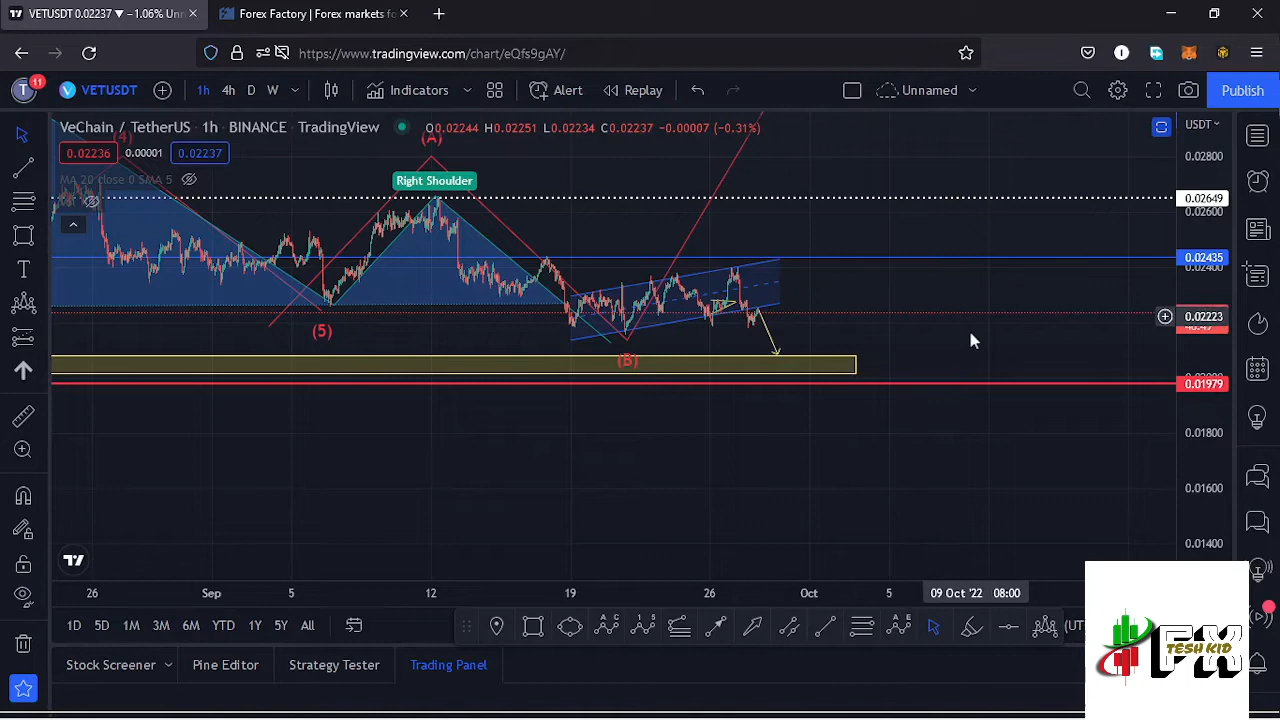 VETUSDT 0.02237 ▼ −1.06% Unn
Forex Factory | Forex markets fo
https://www.tradingview.com/chart/eQfs9gAY/
T 11 VETUSDT 1h 4h D W Indicators Alert Replay Unnamed Publish
VeChain / TetherUS · 1h · BINANCE · TradingView O0.02244 H0.02251 L0.02234 C0.02237 −0.00007 (−0.31%) USDT
(4) (A)
0.02236 0.00001 0.02237
0.02800
MA 20 close 0 SMA 5
Right Shoulder
0.02649
0.02600
0.02435
0.02400
0.02223
(5)
(B)
0.01979
0.01800
0.01600
0.01400
26 Sep 5 12 19 26 Oct 5 09 Oct '22 08:00
1D 5D 1M 3M 6M YTD 1Y 5Y All (UT
Stock Screener Pine Editor Strategy Tester Trading Panel
FX
TESH KID